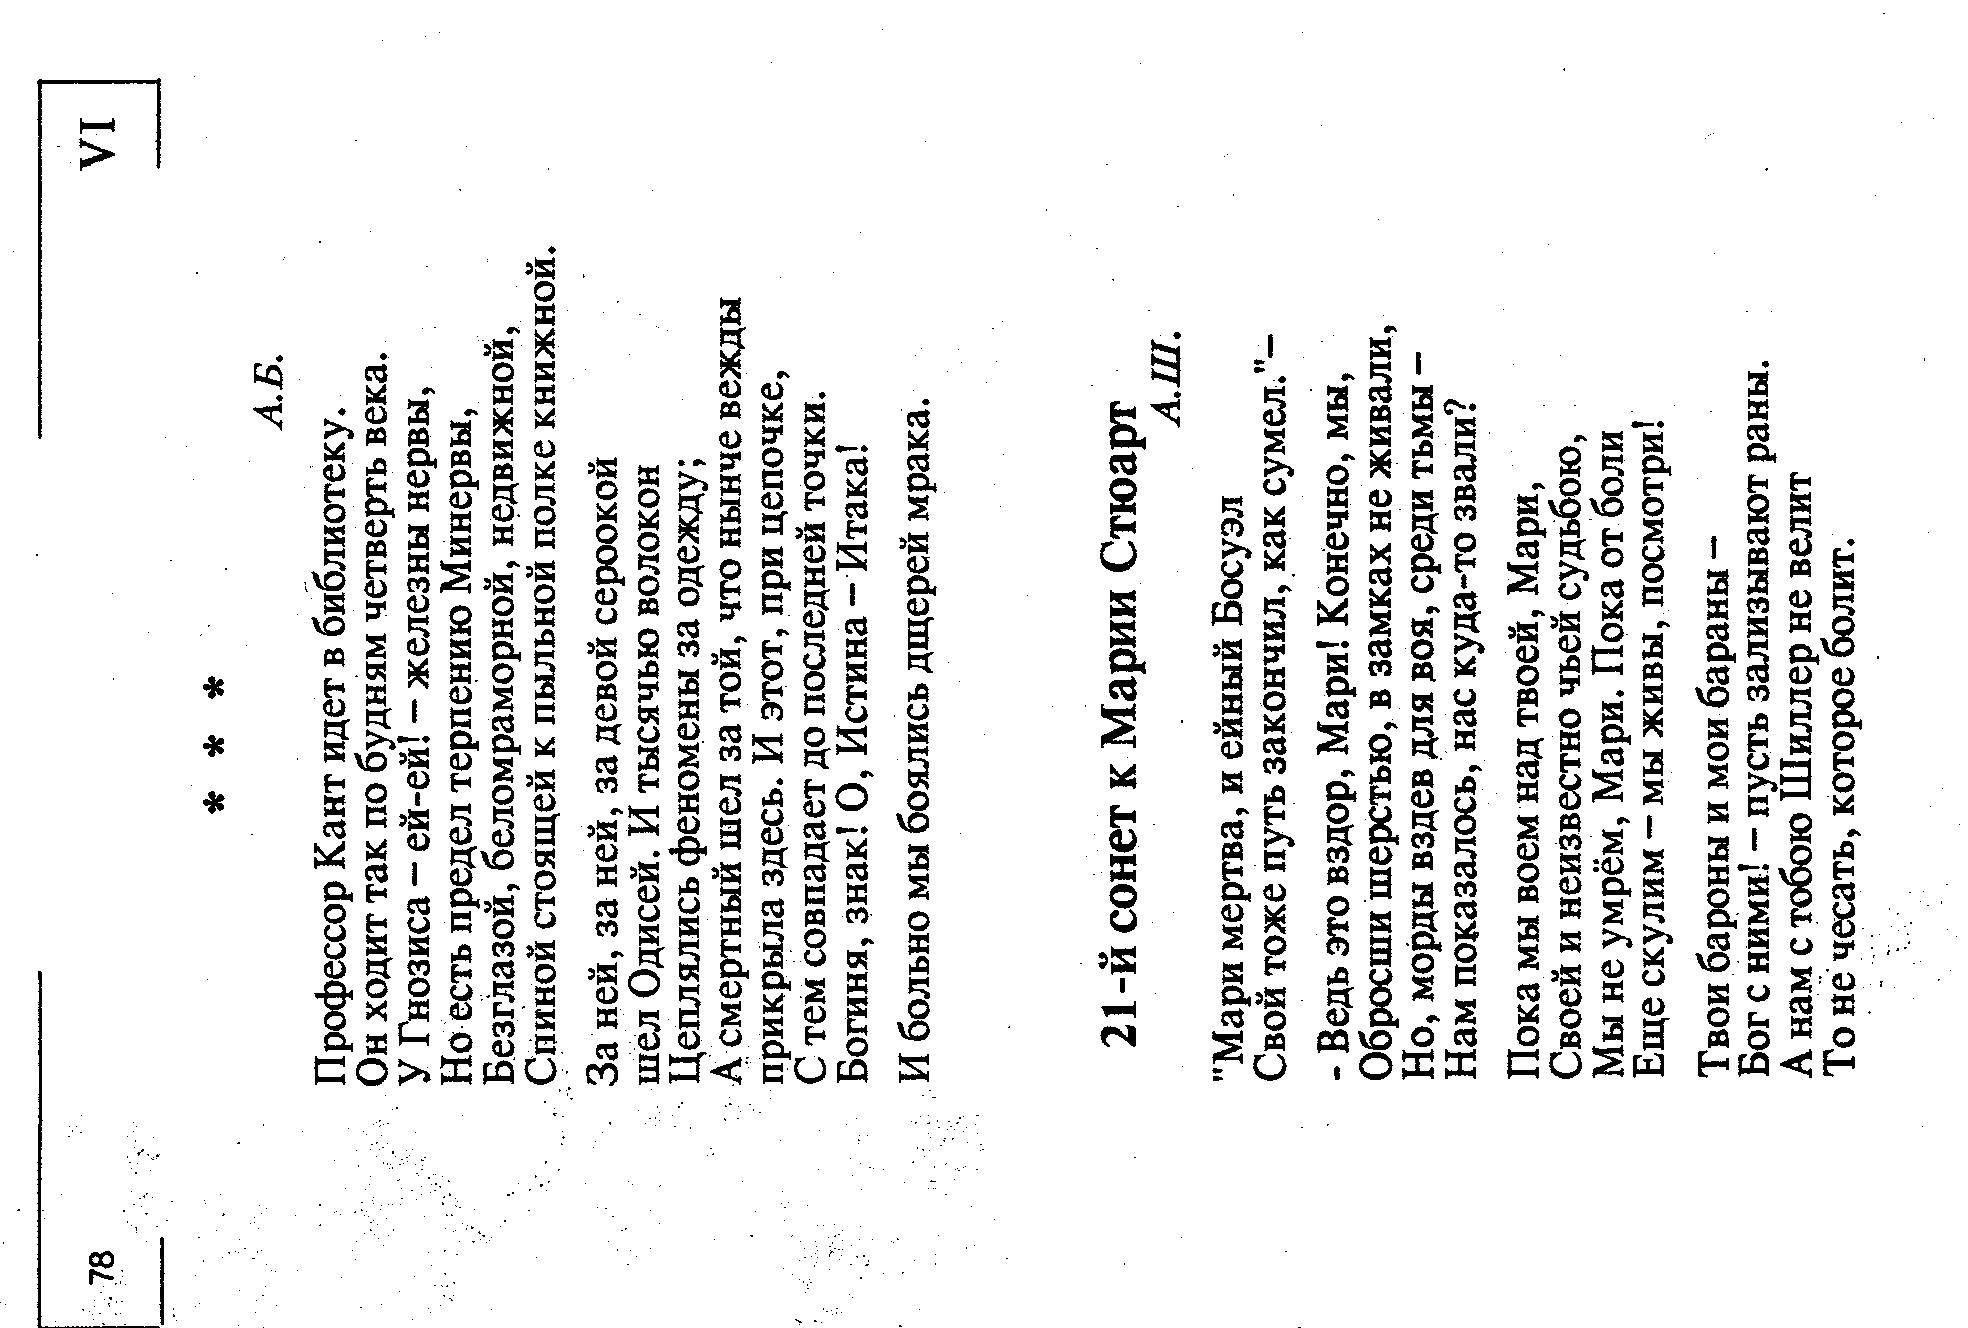 78
VI
* * *
А.Б.
Профессор Кант идет в библиотеку.
Он ходит так по будням четверть века.
У Гнозиса – ей-ей! – железны нервы,
Но есть предел терпению Минервы,
Безглазой, беломраморной, недвижной,
Спиной стоящей к пыльной полке книжной.
За ней, за ней, за девой сероокой
шел Одисей. И тысячью волокон
Цеплялись феномены за одежду;
А смертный шел за той, что нынче вежды
прикрыла здесь. И этот, при цепочке,
С тем совпадает до последней точки.
Богиня, знак! О, Истина – Итака!
И больно мы боялись дщерей мрака.
21-й сонет к Марии Стюарт
А.Ш.
"Мари мертва, и ейный Босуэл
Свой тоже путь закончил, как сумел."–
- Ведь это вздор, Мари! Конечно, мы,
Обросши шерстью, в замках не живали,
Но, морды вздев для воя, среди тьмы –
Нам показалось, нас куда-то звали?
Пока мы воем над твоей, Мари,
Своей и неизвестно чьей судьбою,
Мы не умрём, Мари. Пока от боли
Еще скулим – мы живы, посмотри!
Твои бароны и мои бараны –
Бог с ними! – пусть зализывают раны.
А нам с тобою Шиллер не велит
То не чесать, которое болит.